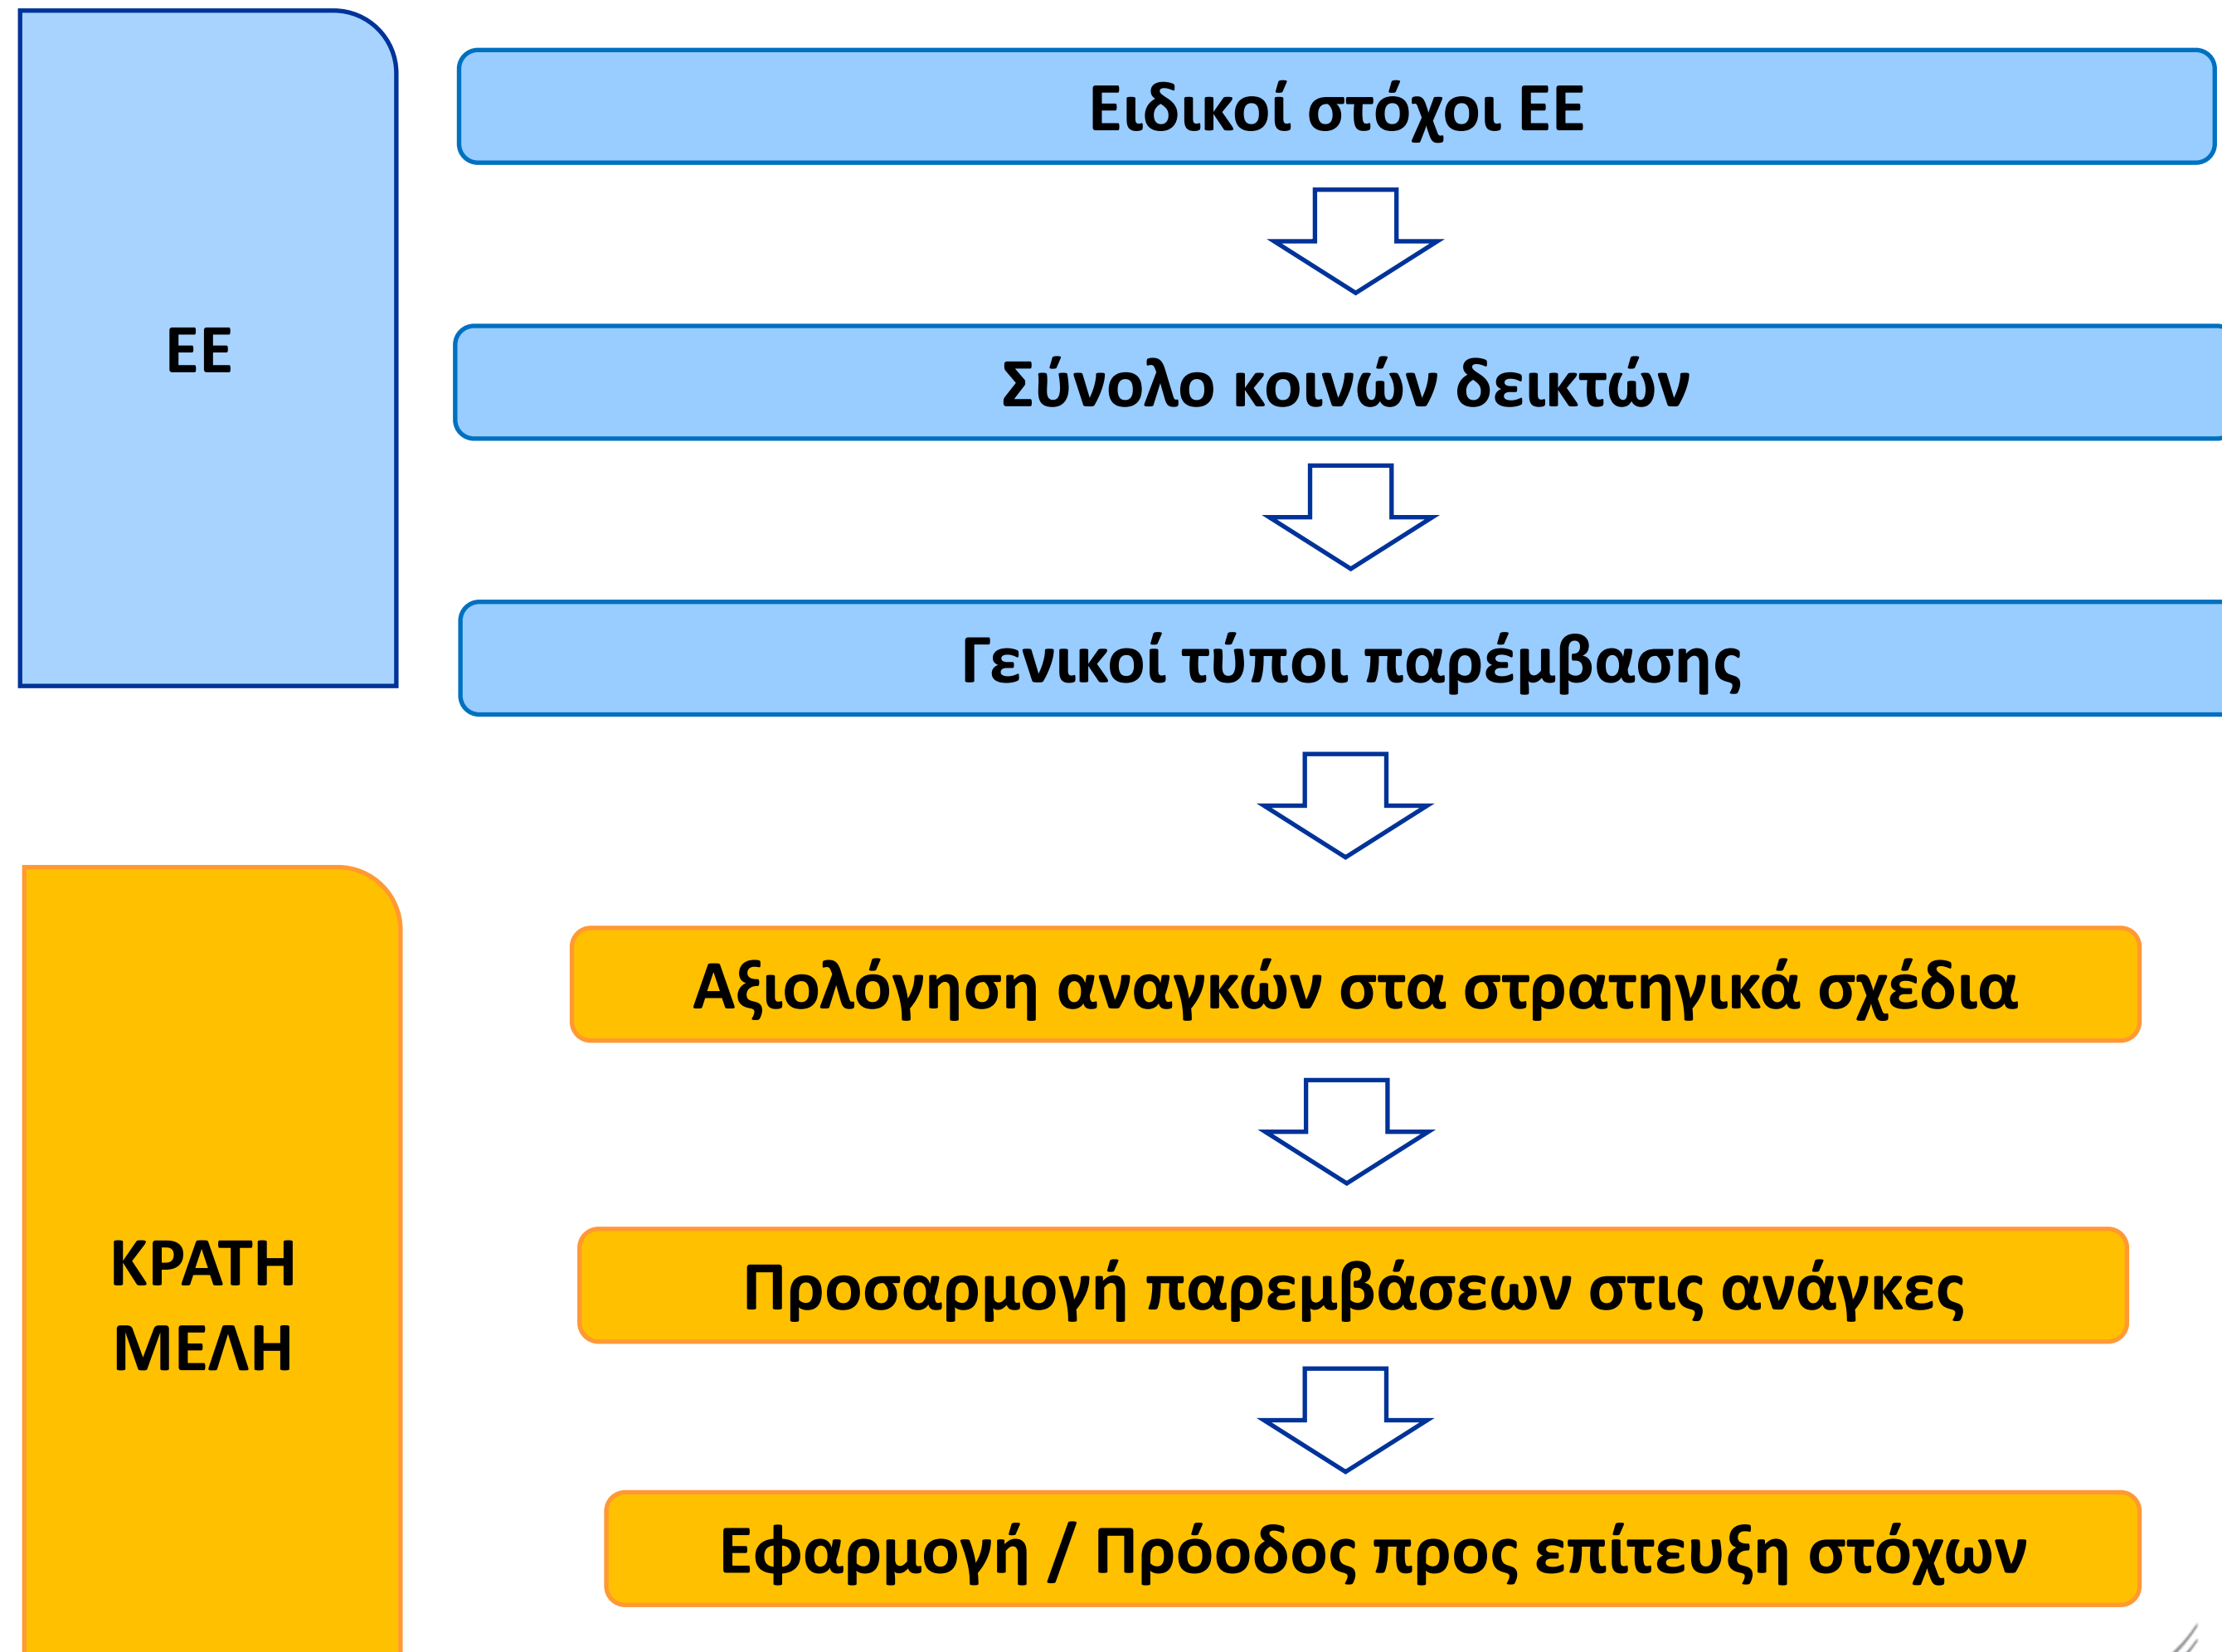 ΕΕ
Ειδικοί στόχοι ΕΕ
Σύνολο κοινών δεικτών
Γενικοί τύποι παρέμβασης
ΚΡΑΤΗ
ΜΕΛΗ
Αξιολόγηση αναγκών στα στρατηγικά σχέδια
Προσαρμογή παρεμβάσεων στις ανάγκες
Εφαρμογή / Πρόοδος προς επίτευξη στόχων